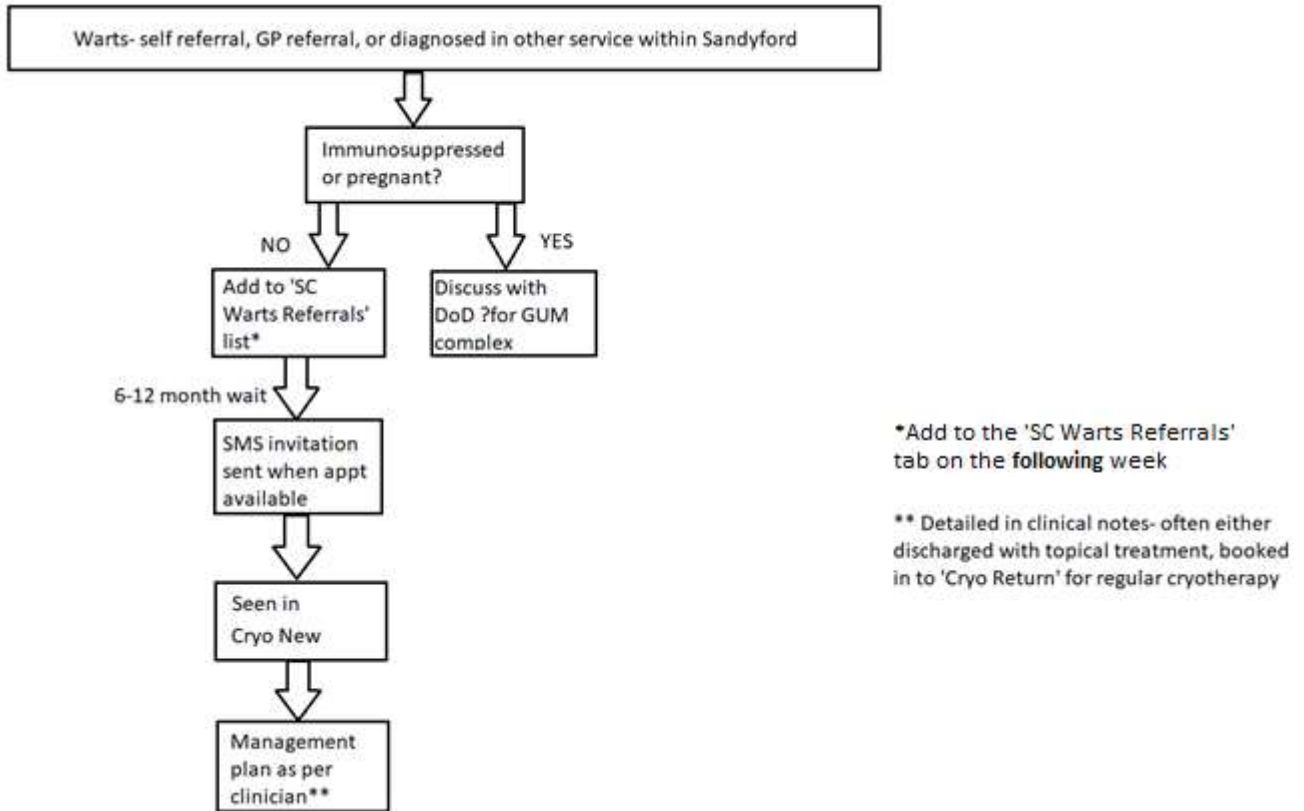 Warts- self referral, GP referral, or diagnosed in other service within Sandyford
Immunosuppressed
or pregnant?
NO
YES
Add to 'SC
Warts Referrals'
list*
Discuss with
DoD ?for GUM
complex
6-12 month wait
SMS invitation
sent when appt
available
*Add to the 'SC Warts Referrals'
tab on the following week
** Detailed in clinical notes- often either
discharged with topical treatment, booked
in to 'Cryo Return' for regular cryotherapy
Seen in
Cryo New
Management
plan as per
clinician**